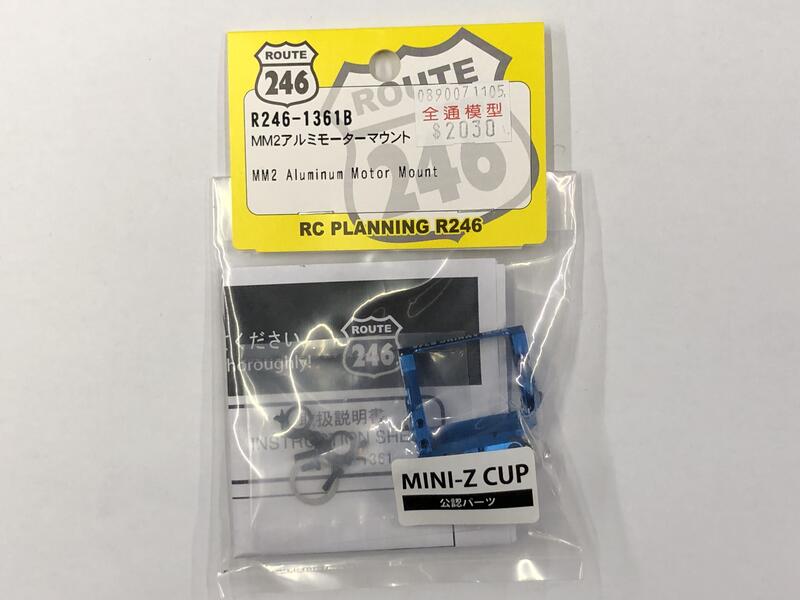 ROUTE
246
ROUTE
246
0890071105
全通模型
$2030
R246-1361B
MM2アルミモーターマウント
MM2 Aluminum Motor Mount
RC PLANNING R246
ください
horoughly!
ROUTE
246
取扱説明書
INSTRUCTION SHE
1361
MINI-Z CUP
公認パーツ